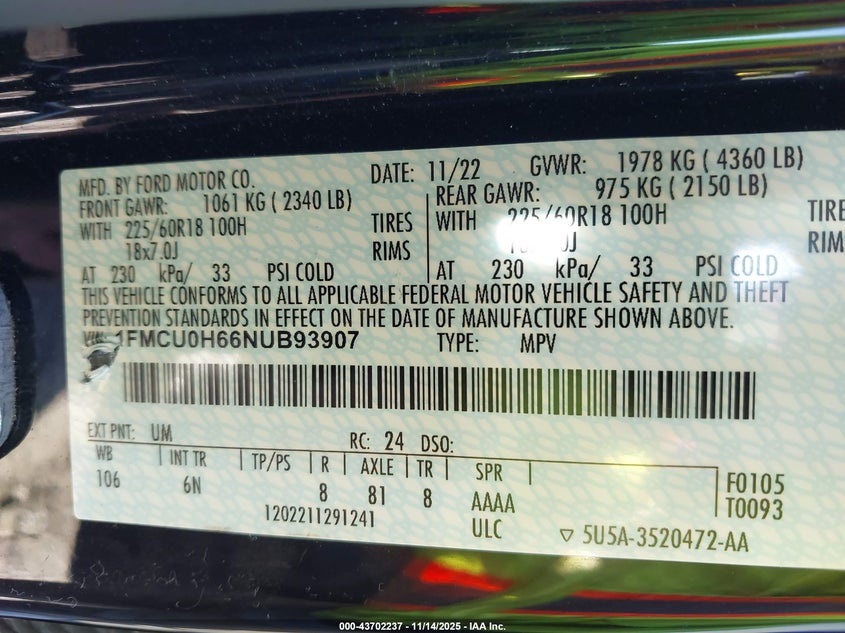 MFD. BY FORD MOTOR CO. DATE: 11/22 GVWR: 1978 KG ( 4360 LB)
FRONT GAWR: 1061 KG ( 2340 LB) REAR GAWR: 975 KG ( 2150 LB)
WITH 225/60R18 100H TIRES WITH 225/60R18 100H TIRE
18x7.0J RIMS RIM
AT 230 kPa/ 33 PSI COLD AT 230 kPa/ 33 PSI COLD
THIS VEHICLE CONFORMS TO ALL APPLICABLE FEDERAL MOTOR VEHICLE SAFETY AND THEFT
PREVENTION STANDARDS IN EFFECT ON THE DATE OF MANUFACTURE SHOWN ABOVE.
1FMCU0H66NUB93907 TYPE: MPV
EXT PNT: UM RC: 24 DSO:
WB INT TR TP/PS R AXLE TR SPR
106 6N 8 81 8 AAAA F0105
1202211291241 ULC T0093
5U5A-3520472-AA
000-43702237 - 11/14/2025 - IAA Inc.